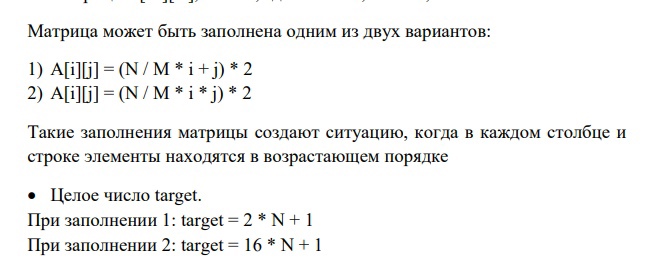 Матрица может быть заполнена одним из двух вариантов:
1) A[i][j] = (N / M * i + j) * 2
2) A[i][j] = (N / M * i * j) * 2
Такие заполнения матрицы создают ситуацию, когда в каждом столбце и
строке элементы находятся в возрастающем порядке
• Целое число target.
При заполнении 1: target = 2 * N + 1
При заполнении 2: target = 16 * N + 1